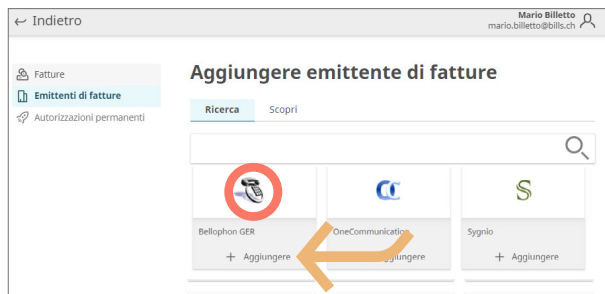 ← Indietro
Mario Billetto
mario.billetto@bills.ch
Fatture
Emittenti di fatture
Autorizzazioni permanenti
Aggiungere emittente di fatture
Ricerca Scopri
Bellophon GER
OneCommunication
Sygnio
+ Aggiungere
Aggiungere
+ Aggiungere